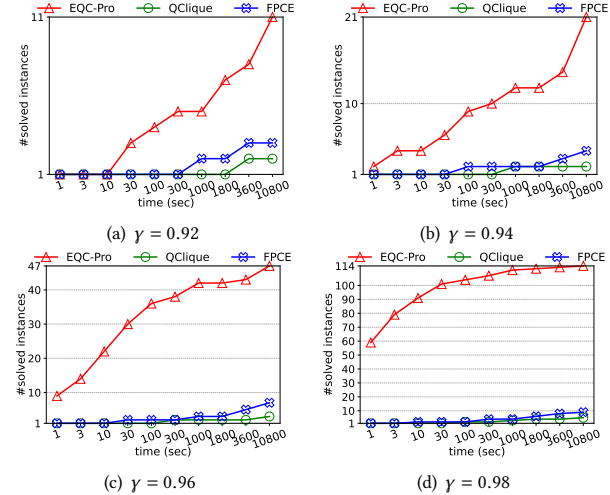 EQC-Pro QClique FPCE
11
1
#solved instances
1 3 10 30 100 300 1000 1800 3600 10800
time (sec)
(a) γ = 0.92
EQC-Pro QClique FPCE
21
10
1
#solved instances
1 3 10 30 100 300 1000 1800 3600 10800
time (sec)
(b) γ = 0.94
EQC-Pro QClique FPCE
47
40
30
20
10
1
#solved instances
1 3 10 30 100 300 1000 1800 3600 10800
time (sec)
(c) γ = 0.96
EQC-Pro QClique FPCE
114
100
90
80
70
60
50
40
30
20
10
1
#solved instances
1 3 10 30 100 300 1000 1800 3600 10800
time (sec)
(d) γ = 0.98